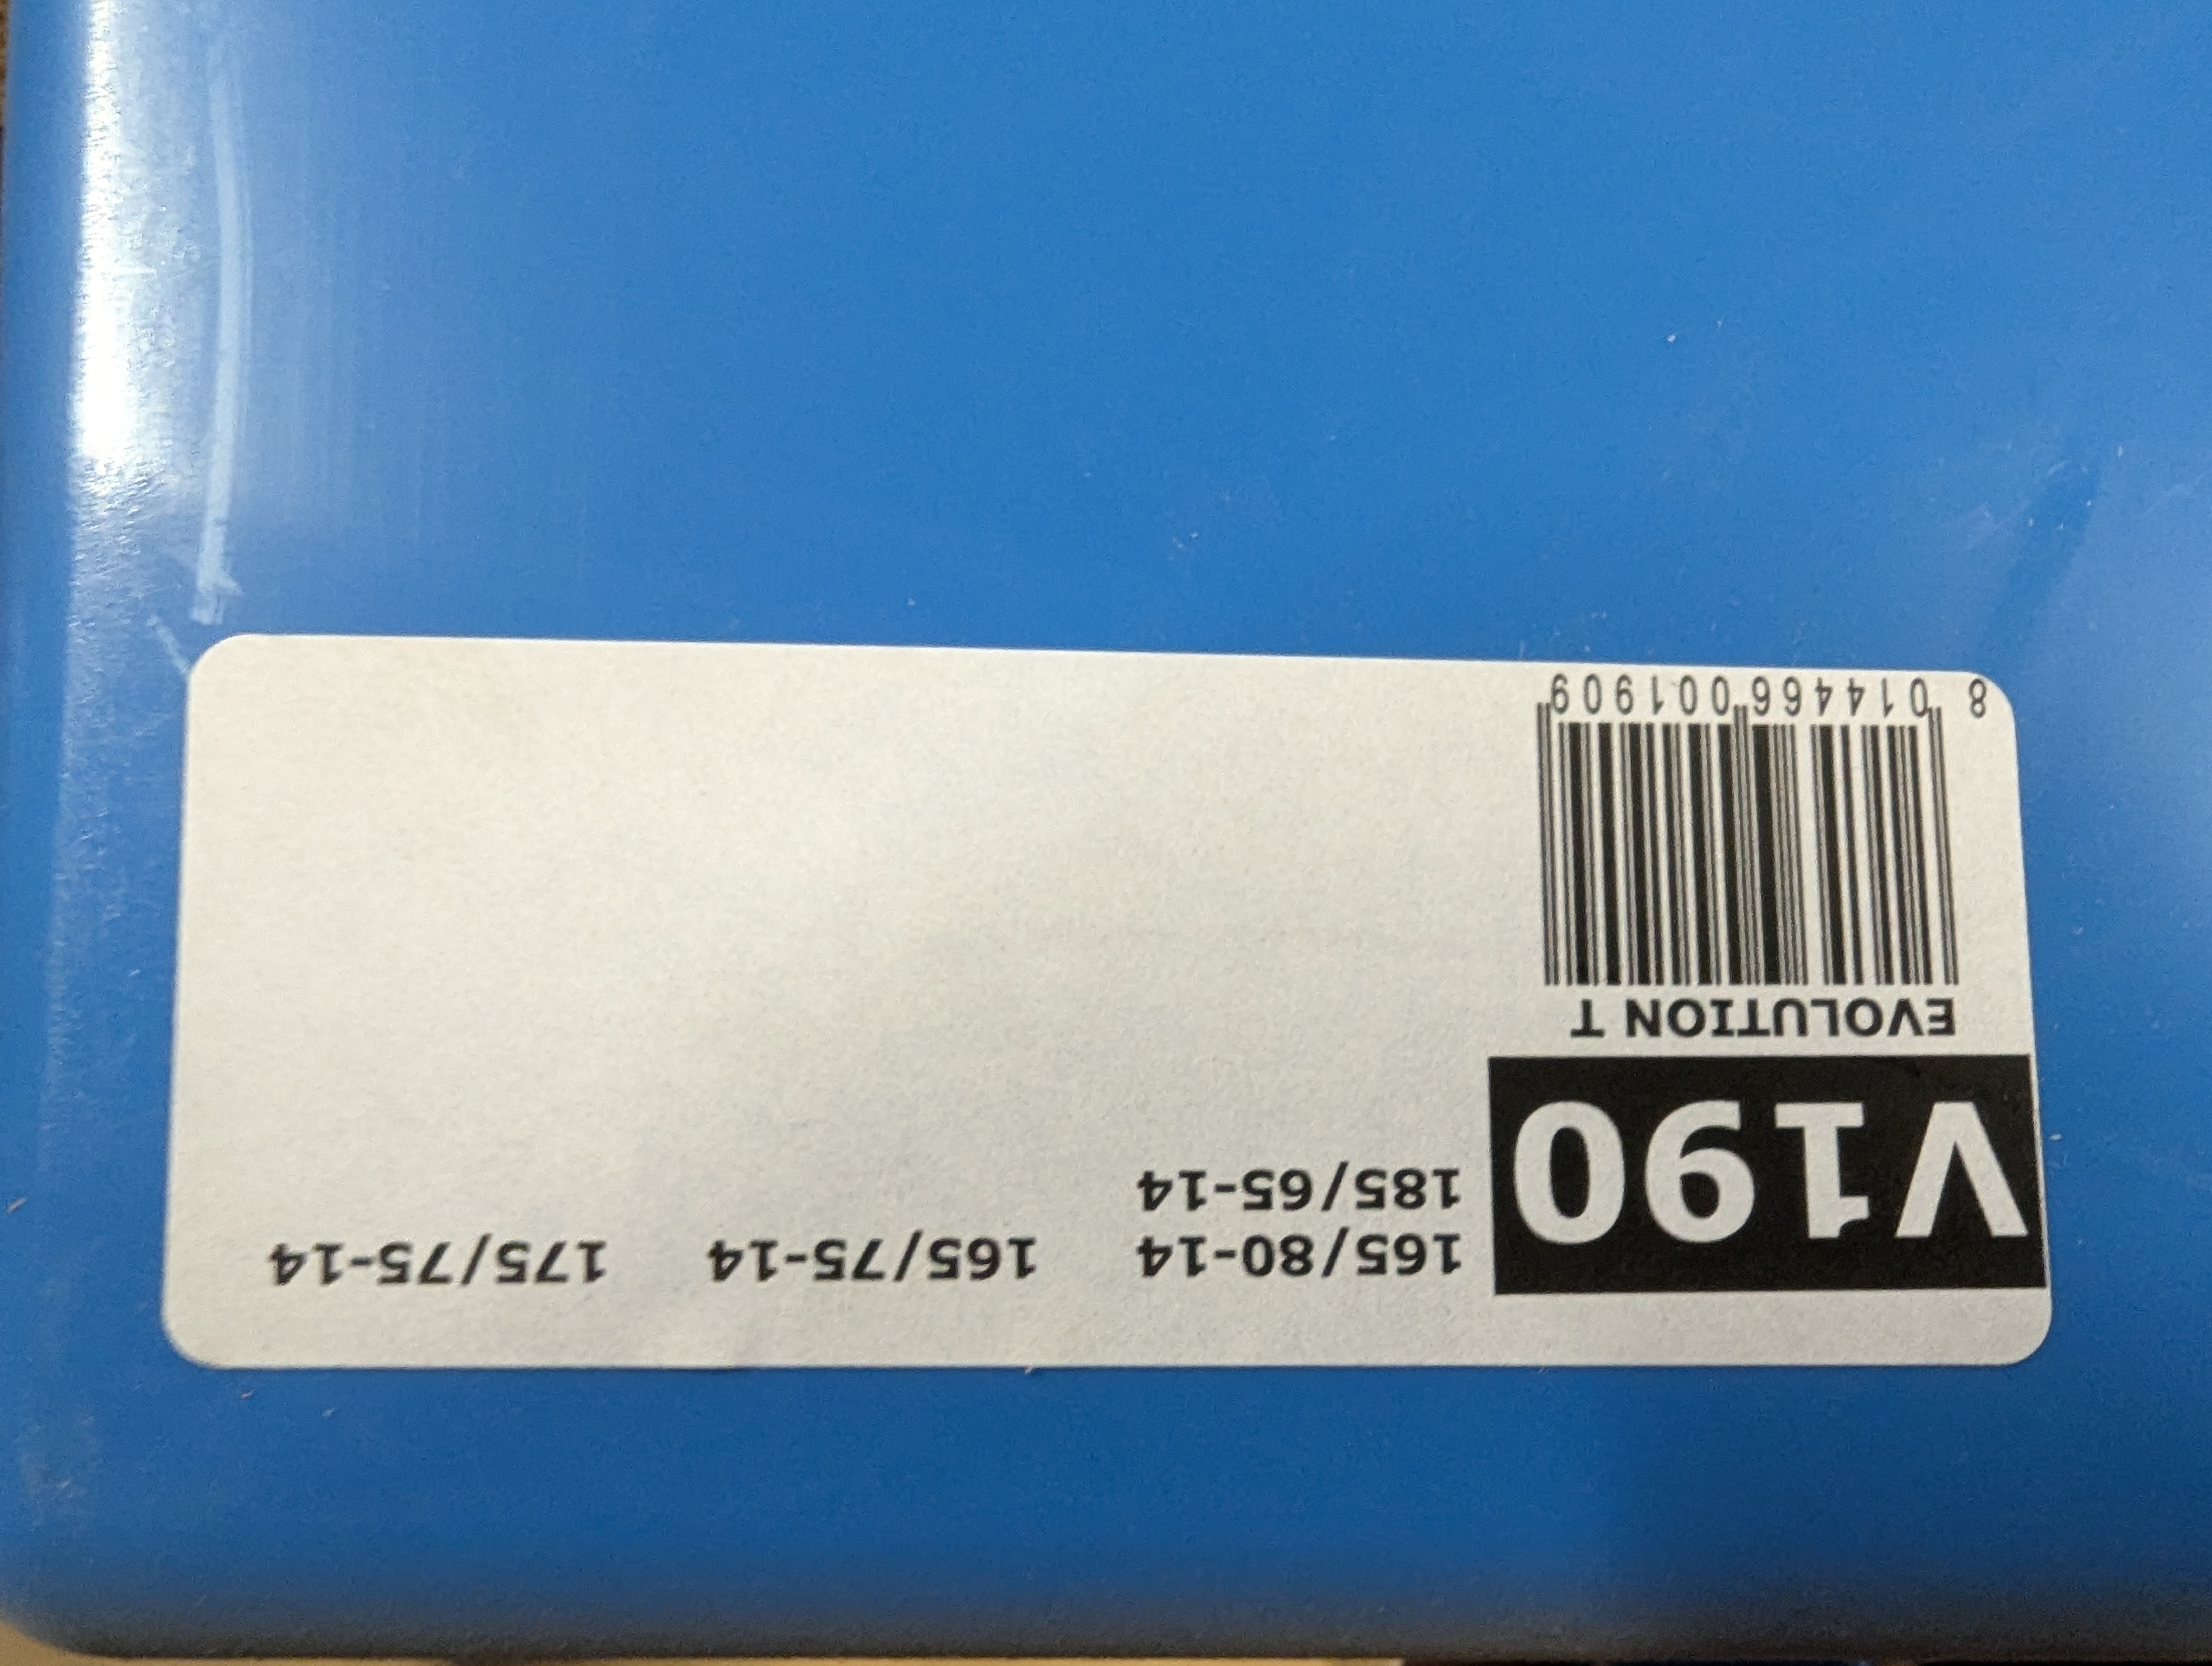 V190
165/80-14 165/75-14 175/75-14
185/65-14
EVOLUTION T
8 014466 001909